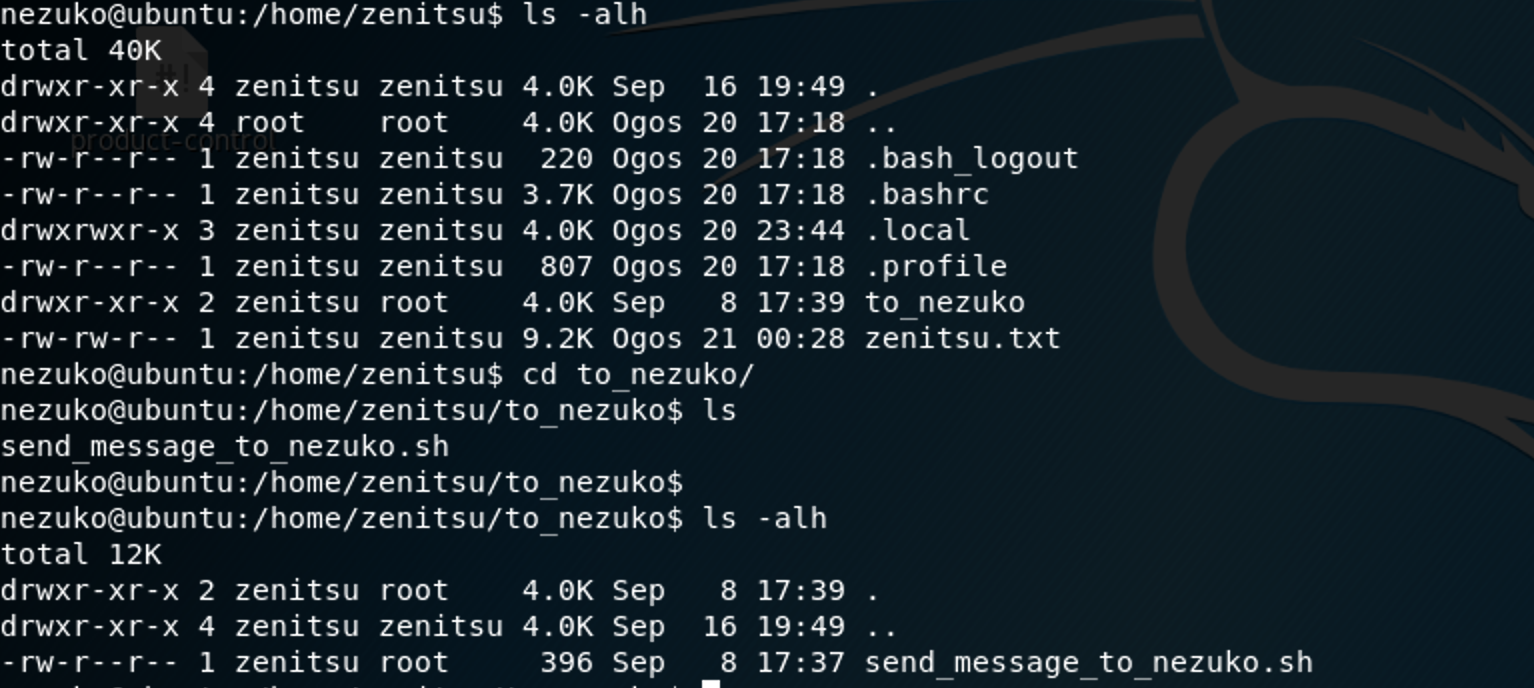 nezuko@ubuntu:/home/zenitsu$ ls -alh
total 40K
drwxr-xr-x 4 zenitsu zenitsu 4.0K Sep  16 19:49 .
drwxr-xr-x 4 root    root    4.0K Ogos 20 17:18 ..
product-control
-rw-r--r-- 1 zenitsu zenitsu  220 Ogos 20 17:18 .bash_logout
-rw-r--r-- 1 zenitsu zenitsu 3.7K Ogos 20 17:18 .bashrc
drwxrwxr-x 3 zenitsu zenitsu 4.0K Ogos 20 23:44 .local
-rw-r--r-- 1 zenitsu zenitsu  807 Ogos 20 17:18 .profile
drwxr-xr-x 2 zenitsu root    4.0K Sep   8 17:39 to_nezuko
-rw-rw-r-- 1 zenitsu zenitsu 9.2K Ogos 21 00:28 zenitsu.txt
nezuko@ubuntu:/home/zenitsu$ cd to_nezuko/
nezuko@ubuntu:/home/zenitsu/to_nezuko$ ls
send_message_to_nezuko.sh
nezuko@ubuntu:/home/zenitsu/to_nezuko$
nezuko@ubuntu:/home/zenitsu/to_nezuko$ ls -alh
total 12K
drwxr-xr-x 2 zenitsu root    4.0K Sep   8 17:39 .
drwxr-xr-x 4 zenitsu zenitsu 4.0K Sep  16 19:49 ..
-rw-r--r-- 1 zenitsu root     396 Sep   8 17:37 send_message_to_nezuko.sh